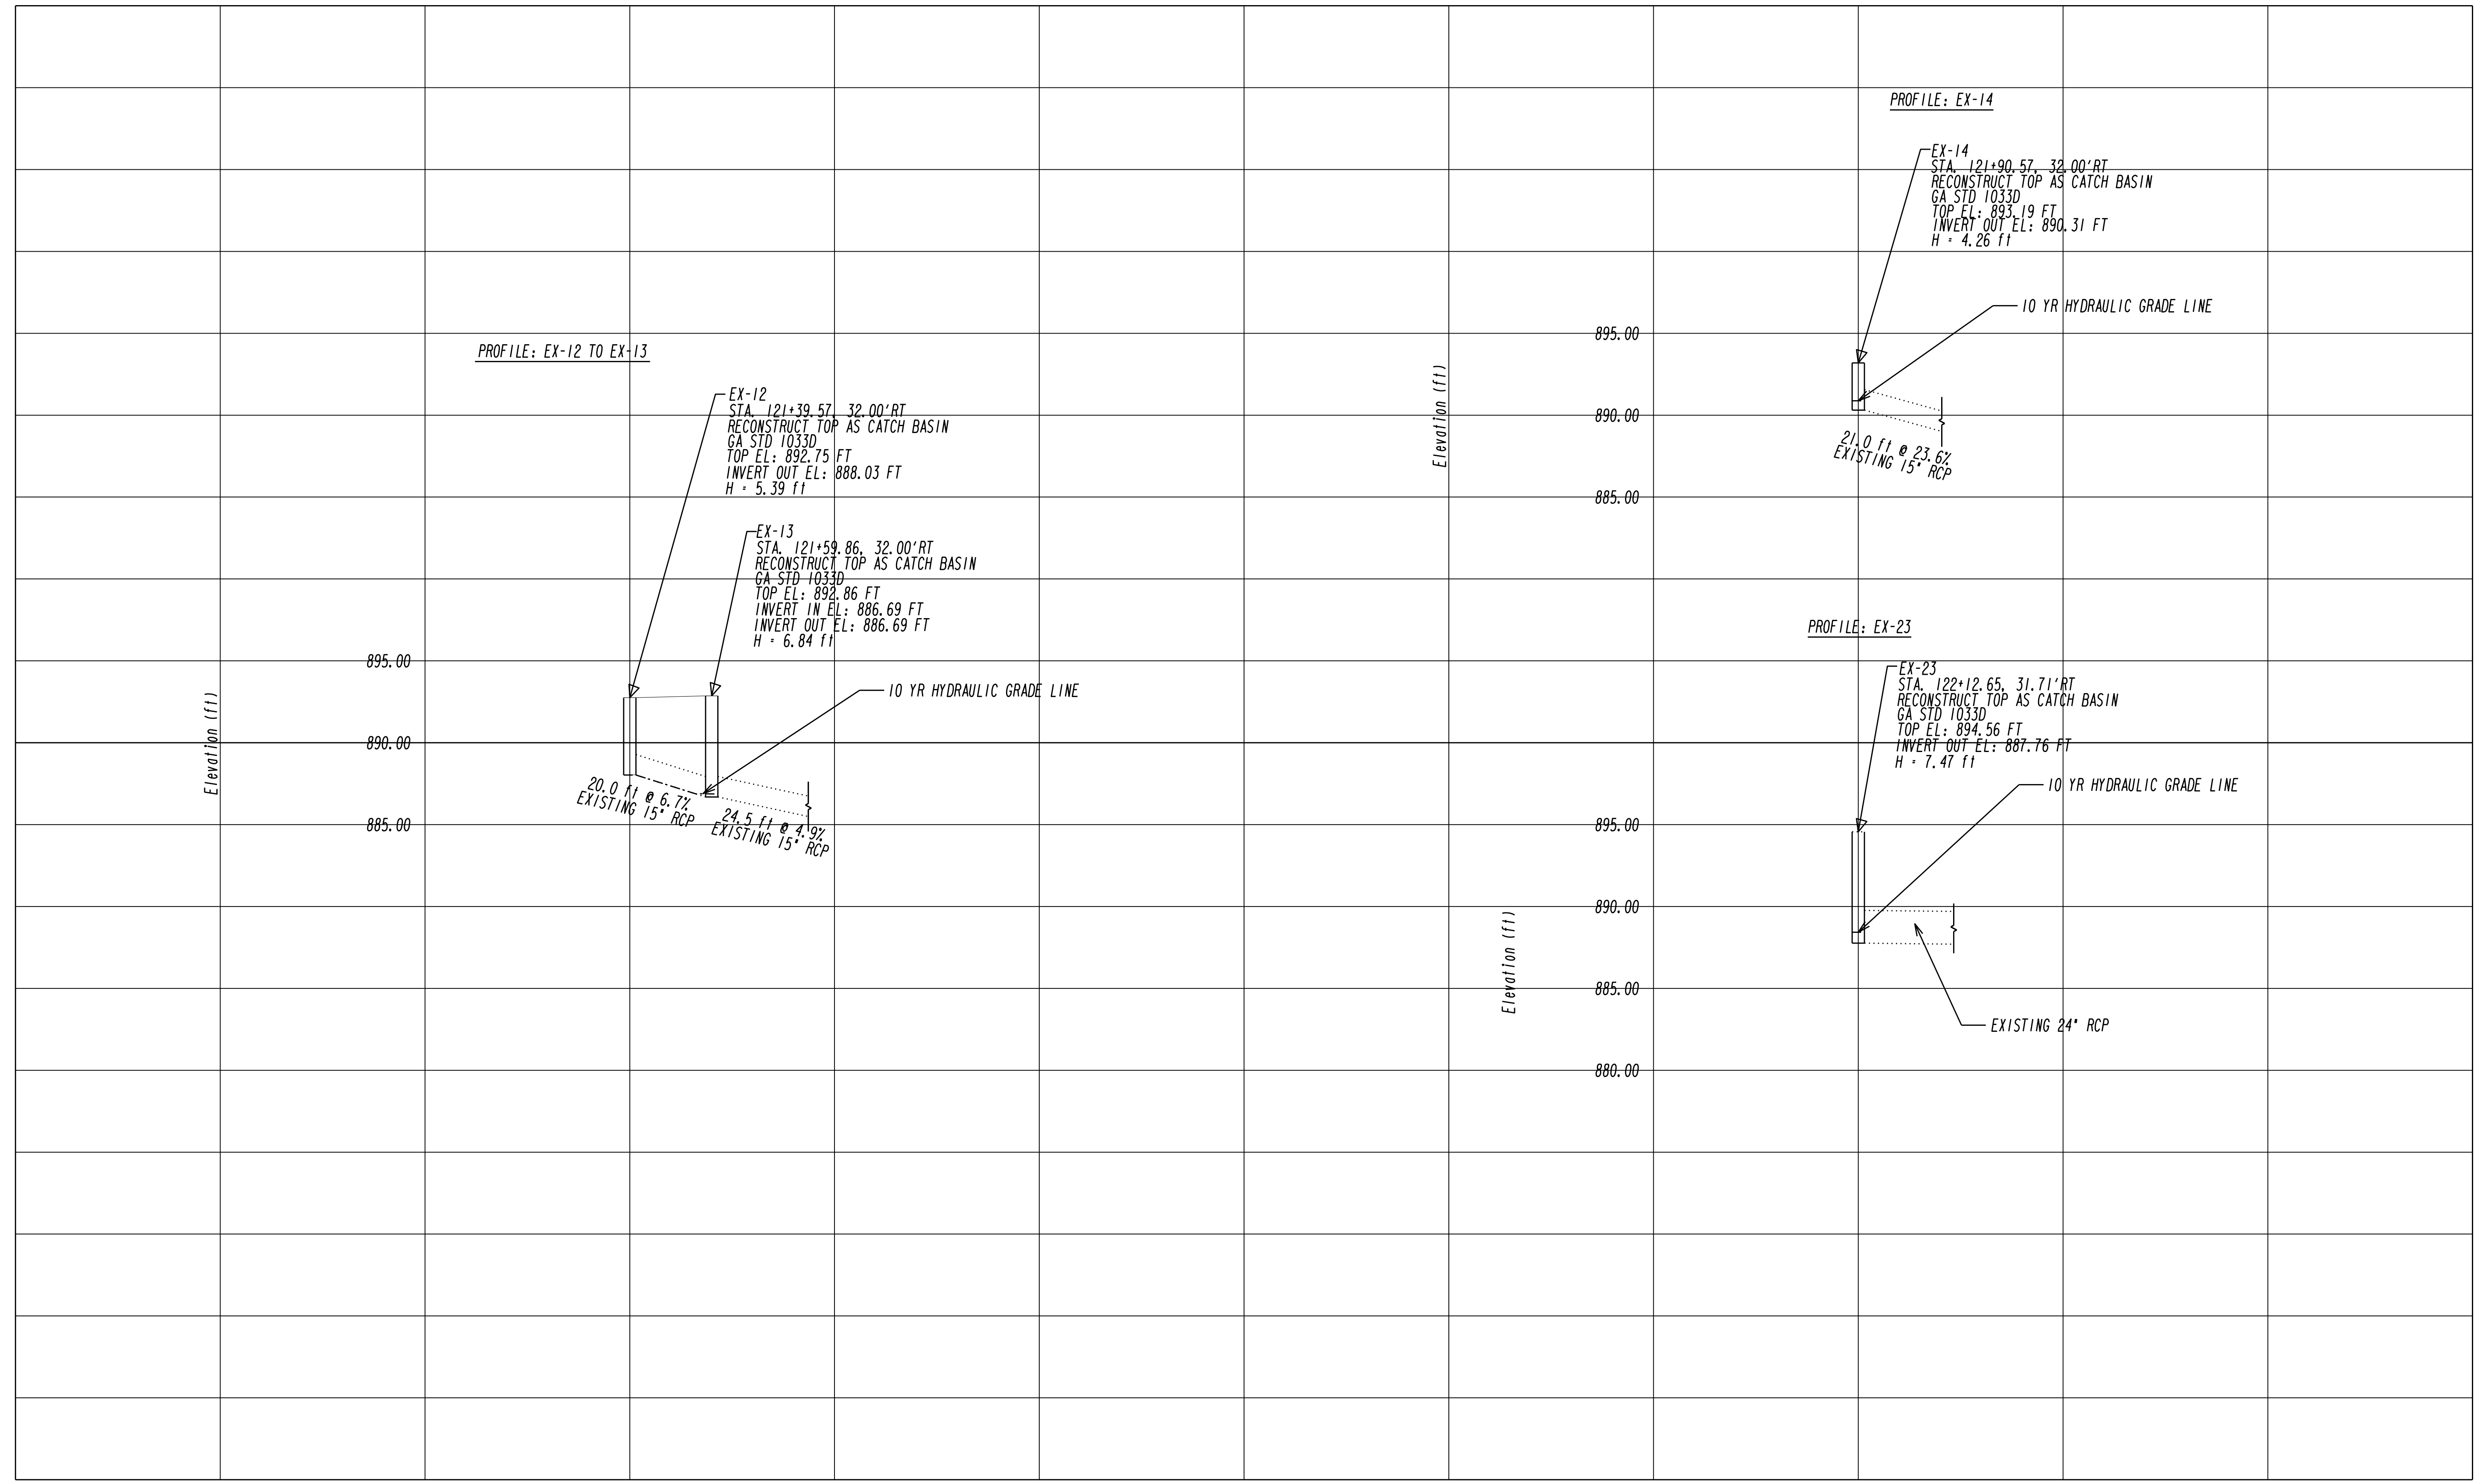 PROFILE: EX-12 TO EX-13
EX-12
STA. 121+39.57, 32.00'RT
RECONSTRUCT TOP AS CATCH BASIN
GA STD 1033D
TOP EL: 892.75 FT
INVERT OUT EL: 888.03 FT
H = 5.39 ft
EX-13
STA. 121+59.86, 32.00'RT
RECONSTRUCT TOP AS CATCH BASIN
GA STD 1033D
TOP EL: 892.86 FT
INVERT IN EL: 886.69 FT
INVERT OUT EL: 886.69 FT
H = 6.84 ft
10 YR HYDRAULIC GRADE LINE
895.00
890.00
885.00
Elevation (ft)
20.0 ft @ 6.7%
EXISTING 15" RCP
24.5 ft @ 4.9%
EXISTING 15" RCP
PROFILE: EX-14
EX-14
STA. 121+90.57, 32.00'RT
RECONSTRUCT TOP AS CATCH BASIN
GA STD 1033D
TOP EL: 893.19 FT
INVERT OUT EL: 890.31 FT
H = 4.26 ft
10 YR HYDRAULIC GRADE LINE
895.00
890.00
885.00
Elevation (ft)
21.0 ft @ 23.6%
EXISTING 15" RCP
PROFILE: EX-23
EX-23
STA. 122+12.65, 31.71'RT
RECONSTRUCT TOP AS CATCH BASIN
GA STD 1033D
TOP EL: 894.56 FT
INVERT OUT EL: 887.76 FT
H = 7.47 ft
10 YR HYDRAULIC GRADE LINE
895.00
890.00
885.00
880.00
Elevation (ft)
EXISTING 24" RCP